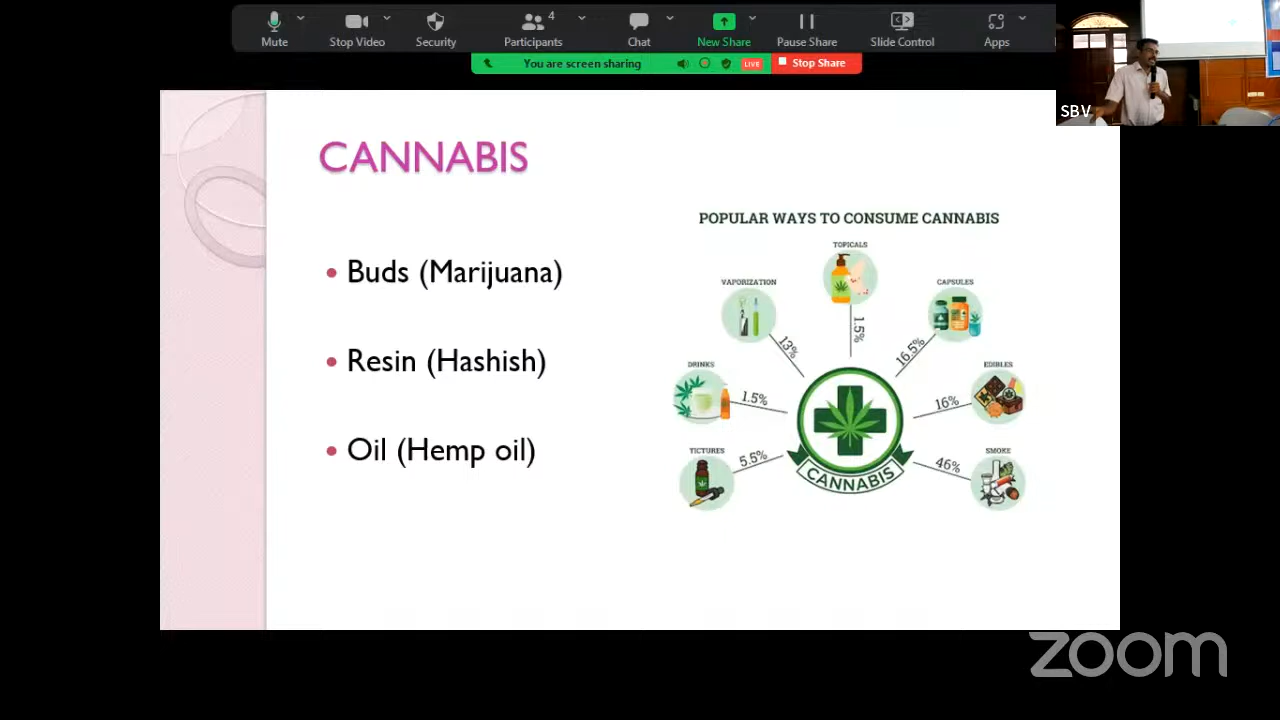 4
Mute
Stop Video
Security
Participants
Chat
New Share
Pause Share
Slide Control
Apps
You are screen sharing
LIVE
Stop Share
SBV
CANNABIS
Buds (Marijuana)
Resin (Hashish)
Oil (Hemp oil)
POPULAR WAYS TO CONSUME CANNABIS
TOPICALS
VAPORIZATION
CAPSULES
1.5%
13%
16.5%
DRINKS
EDIBLES
1.5%
16%
TICTURES
SMOKE
5.5%
46%
CANNABIS
zoom